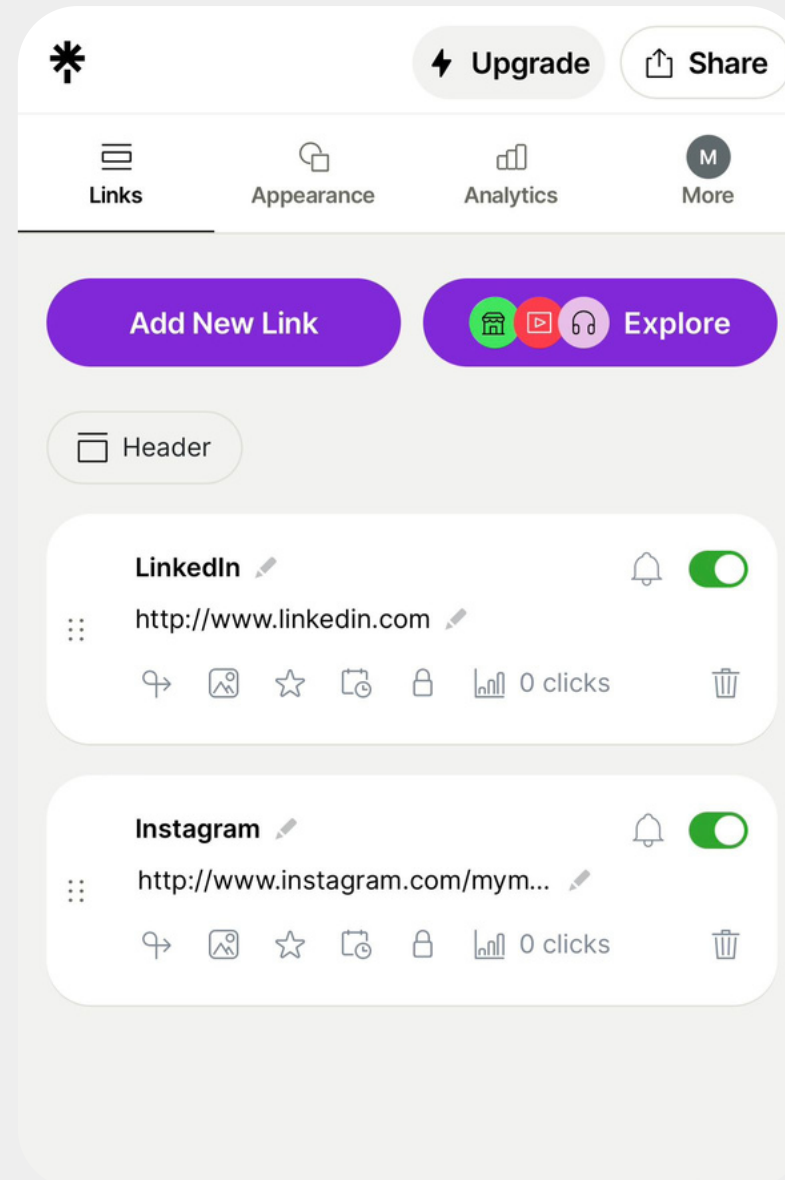 Upgrade
Share
Links
Appearance
Analytics
M
More
Add New Link
Explore
Header
LinkedIn
http://www.linkedin.com
0 clicks
Instagram
http://www.instagram.com/mym...
0 clicks